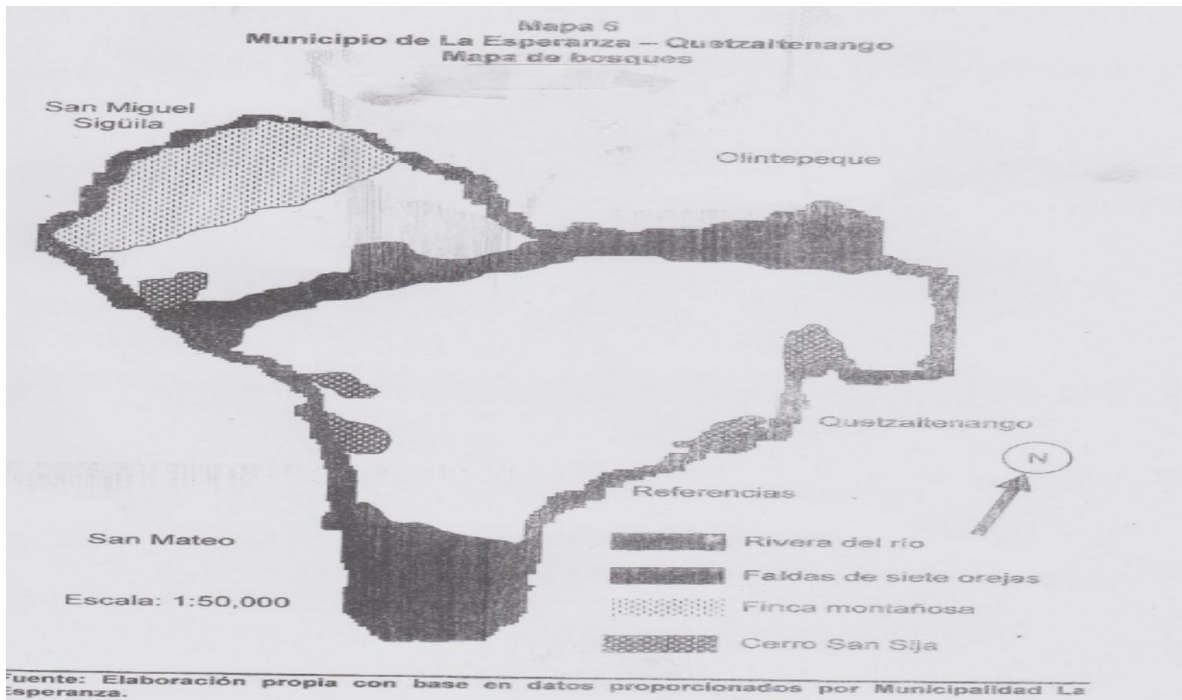 Mapa 6
Municipio de La Esperanza – Quetzaltenango
Mapa de bosques
San Miguel
Sigüila
Olintepeque
Quetzaltenango
N
Referencias
San Mateo
Rivera del río
Faldas de siete orejas
Escala: 1:50,000
Finca montañosa
Cerro San Sija
Fuente: Elaboración propia con base en datos proporcionados por Municipalidad La
Esperanza.